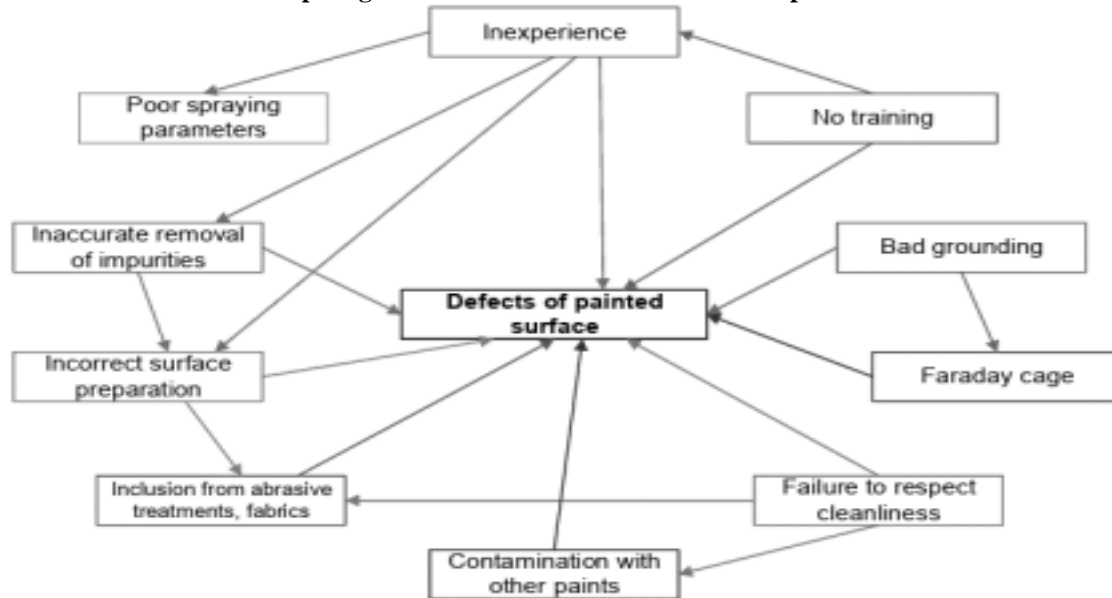 Inexperience
Poor spraying
parameters
No training
Inaccurate removal
of impurities
Bad grounding
Defects of painted
surface
Incorrect surface
preparation
Faraday cage
Inclusion from abrasive
treatments, fabrics
Failure to respect
cleanliness
Contamination with
other paints